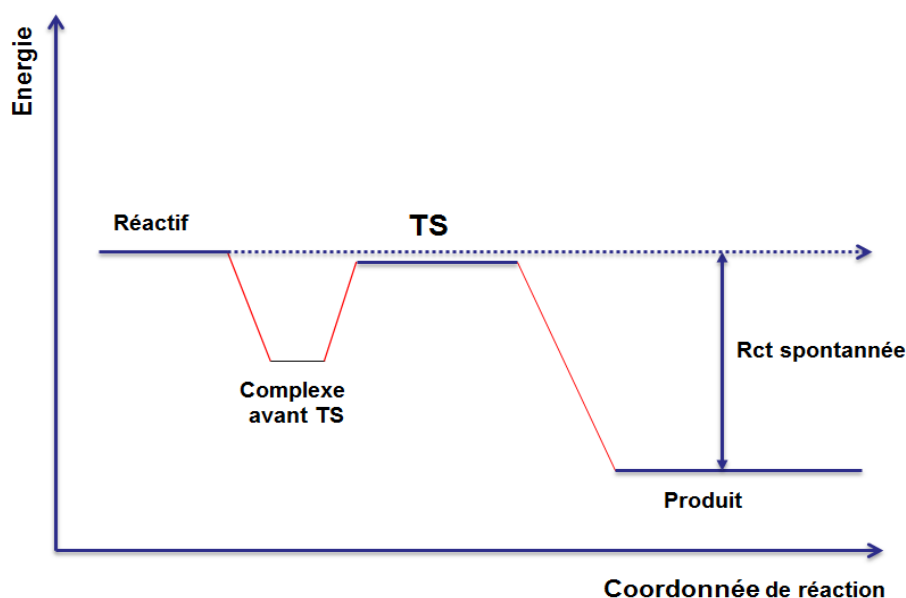 Energie
Réactif
TS
Rct spontannée
Complexe
avant TS
Produit
Coordonnée de réaction